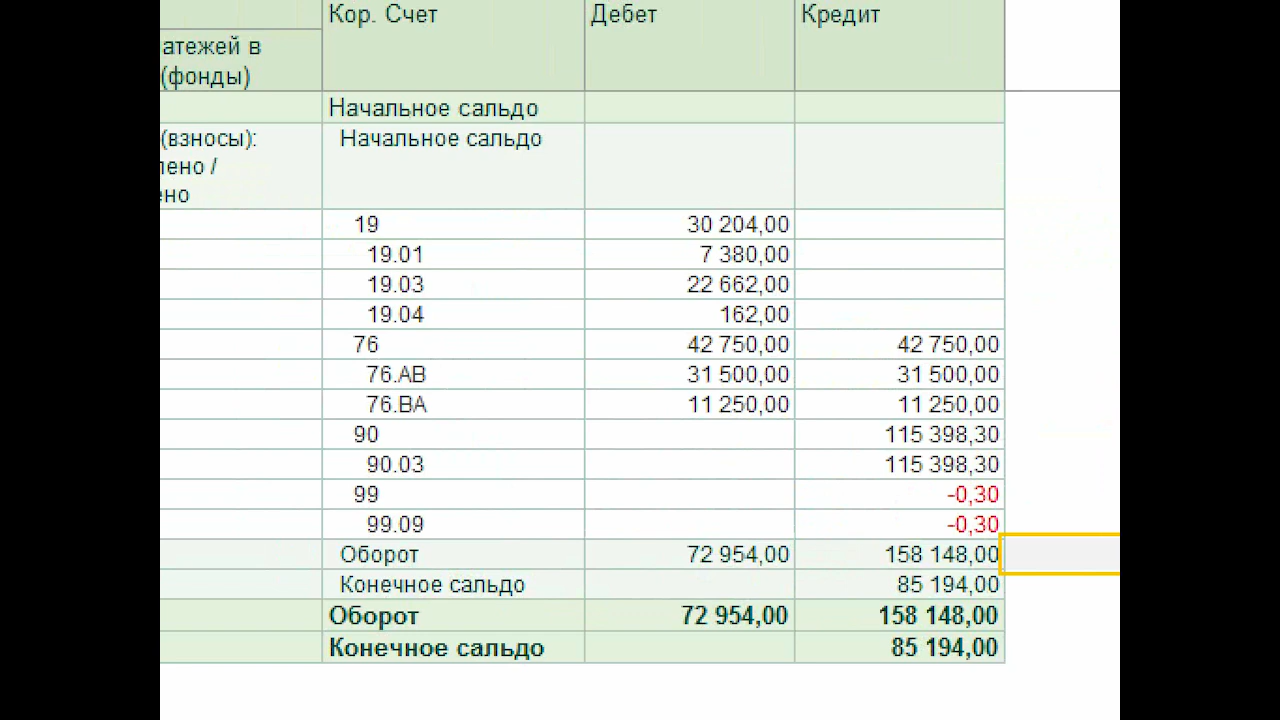 Кор. Счет Дебет Кредит
атежей в
(фонды)
Начальное сальдо
(взносы): Начальное сальдо
лено /
ено
19 30 204,00
19.01 7 380,00
19.03 22 662,00
19.04 162,00
76 42 750,00 42 750,00
76.АВ 31 500,00 31 500,00
76.ВА 11 250,00 11 250,00
90 115 398,30
90.03 115 398,30
99 -0,30
99.09 -0,30
Оборот 72 954,00 158 148,00
Конечное сальдо 85 194,00
Оборот 72 954,00 158 148,00
Конечное сальдо 85 194,00